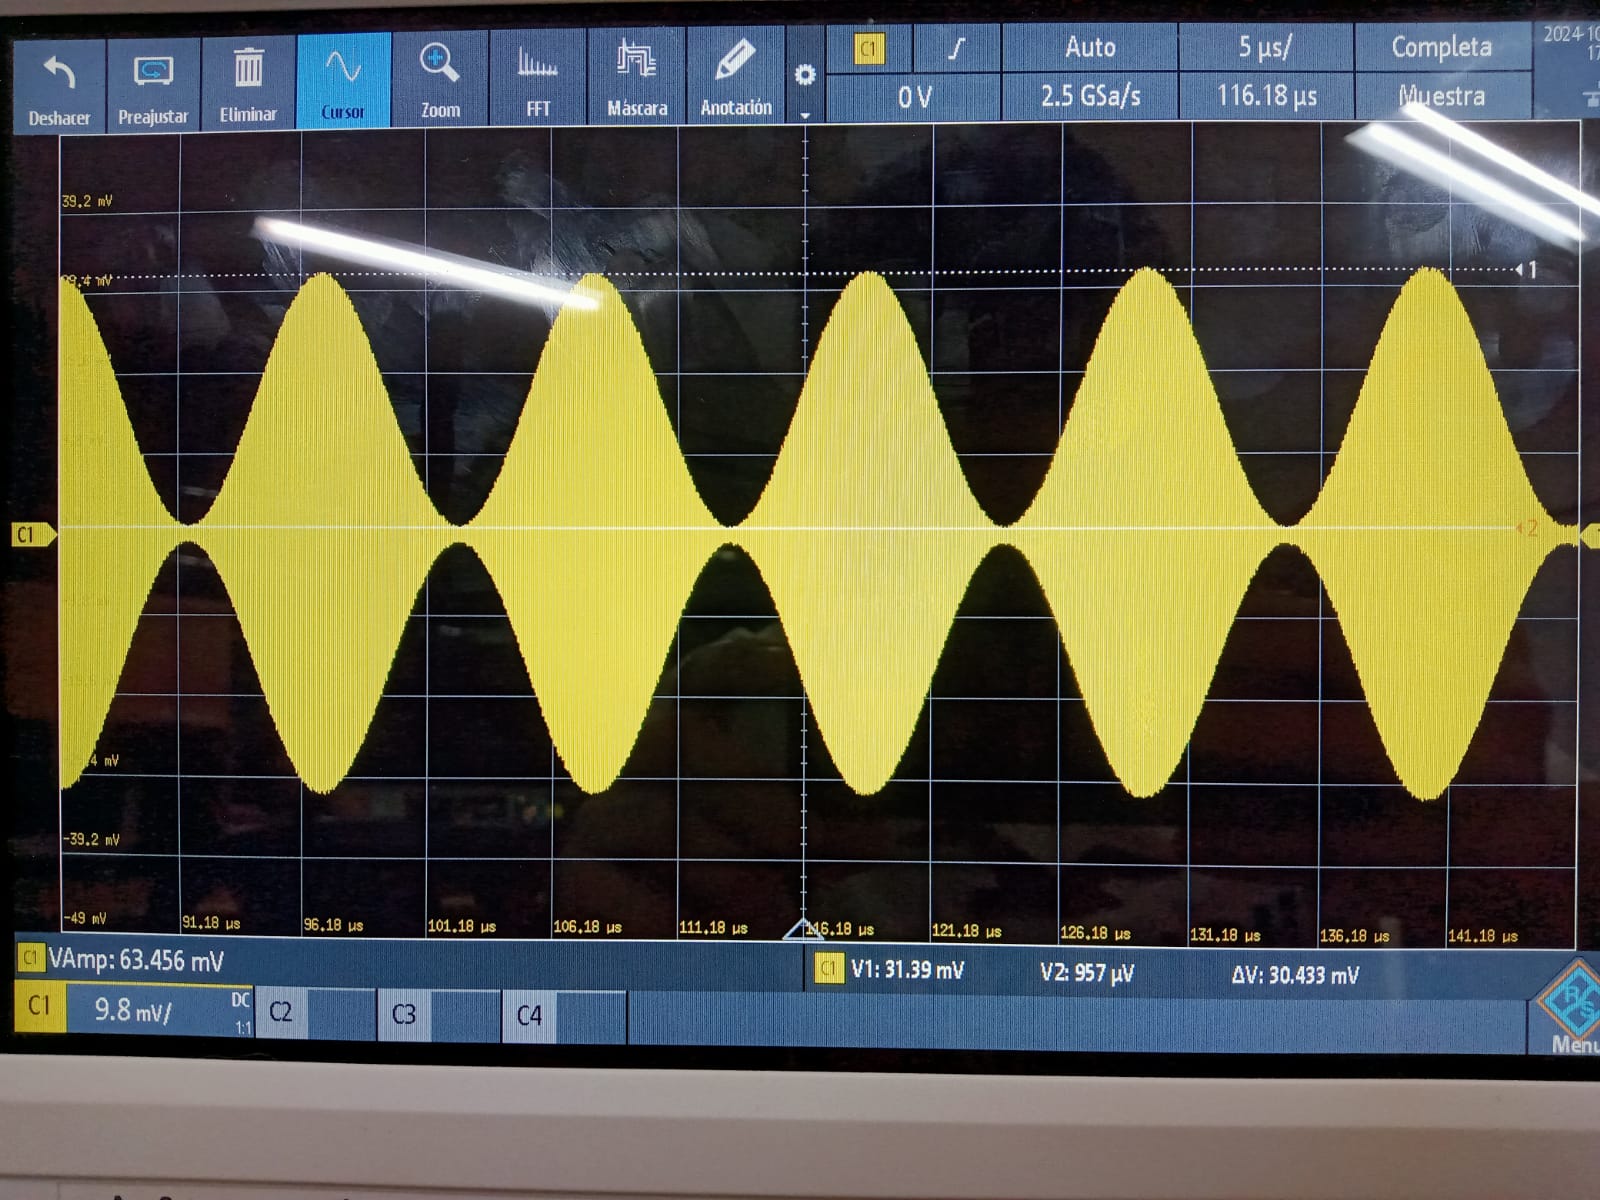 Deshacer Preajustar Eliminar Cursor Zoom FFT Máscara Anotación
C1 Auto 5 µs/ Completa
0 V 2.5 GSa/s 116.18 µs Muestra
2024-10
17
39.2 mV
1
C1
2
-39.2 mV
-49 mV
91.18 µs 96.18 µs 101.18 µs 106.18 µs 111.18 µs 116.18 µs 121.18 µs 126.18 µs 131.18 µs 136.18 µs 141.18 µs
C1 VAmp: 63.456 mV
C1 V1: 31.39 mV V2: 957 µV ΔV: 30.433 mV
C1 9.8 mV/ DC 1:1 C2 C3 C4
R S
Menu